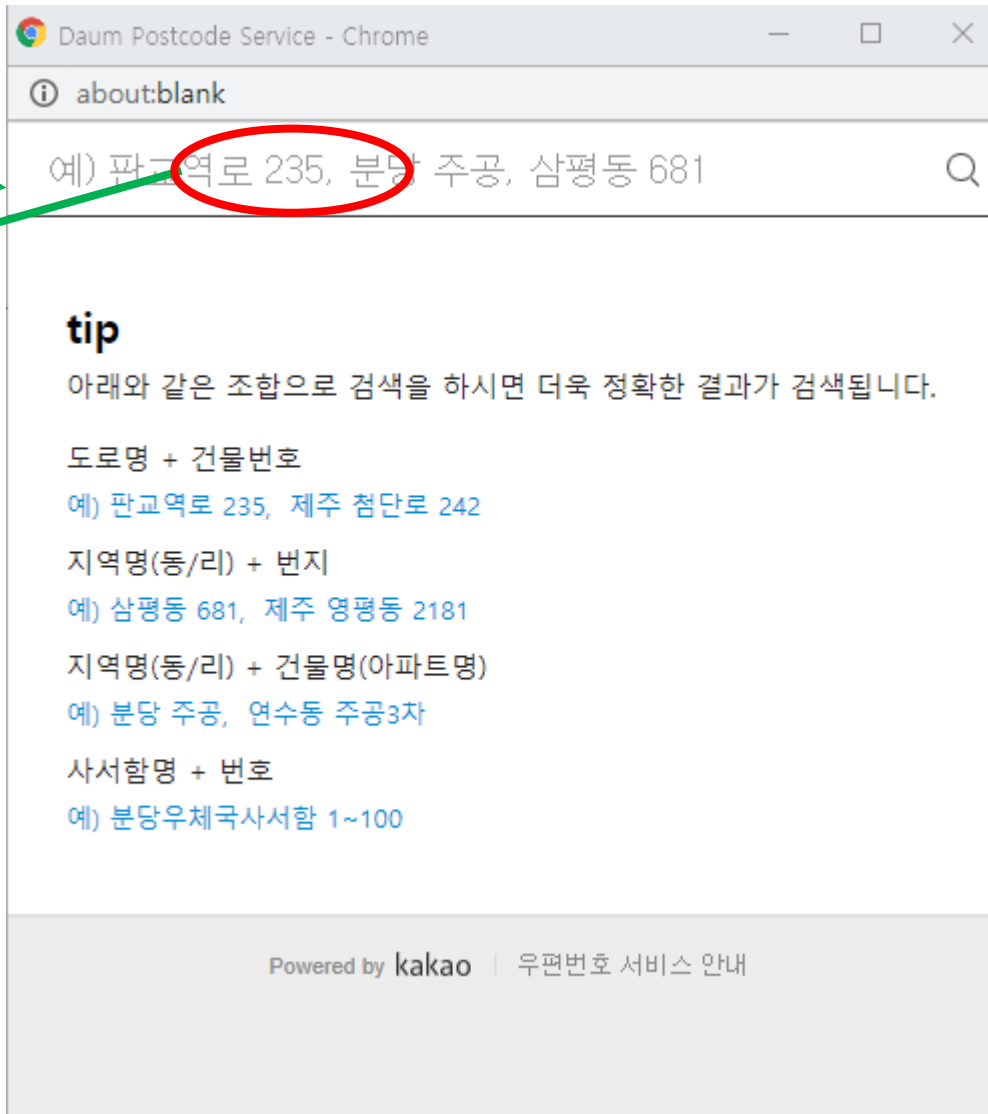 Daum Postcode Service - Chrome
about:blank
예) 판교역로 235, 분당 주공, 삼평동 681
tip
아래와 같은 조합으로 검색을 하시면 더욱 정확한 결과가 검색됩니다.
도로명 + 건물번호
예) 판교역로 235, 제주 첨단로 242
지역명(동/리) + 번지
예) 삼평동 681, 제주 영평동 2181
지역명(동/리) + 건물명(아파트명)
예) 분당 주공, 연수동 주공3차
사서함명 + 번호
예) 분당우체국사서함 1~100
Powered by kakao 우편번호 서비스 안내